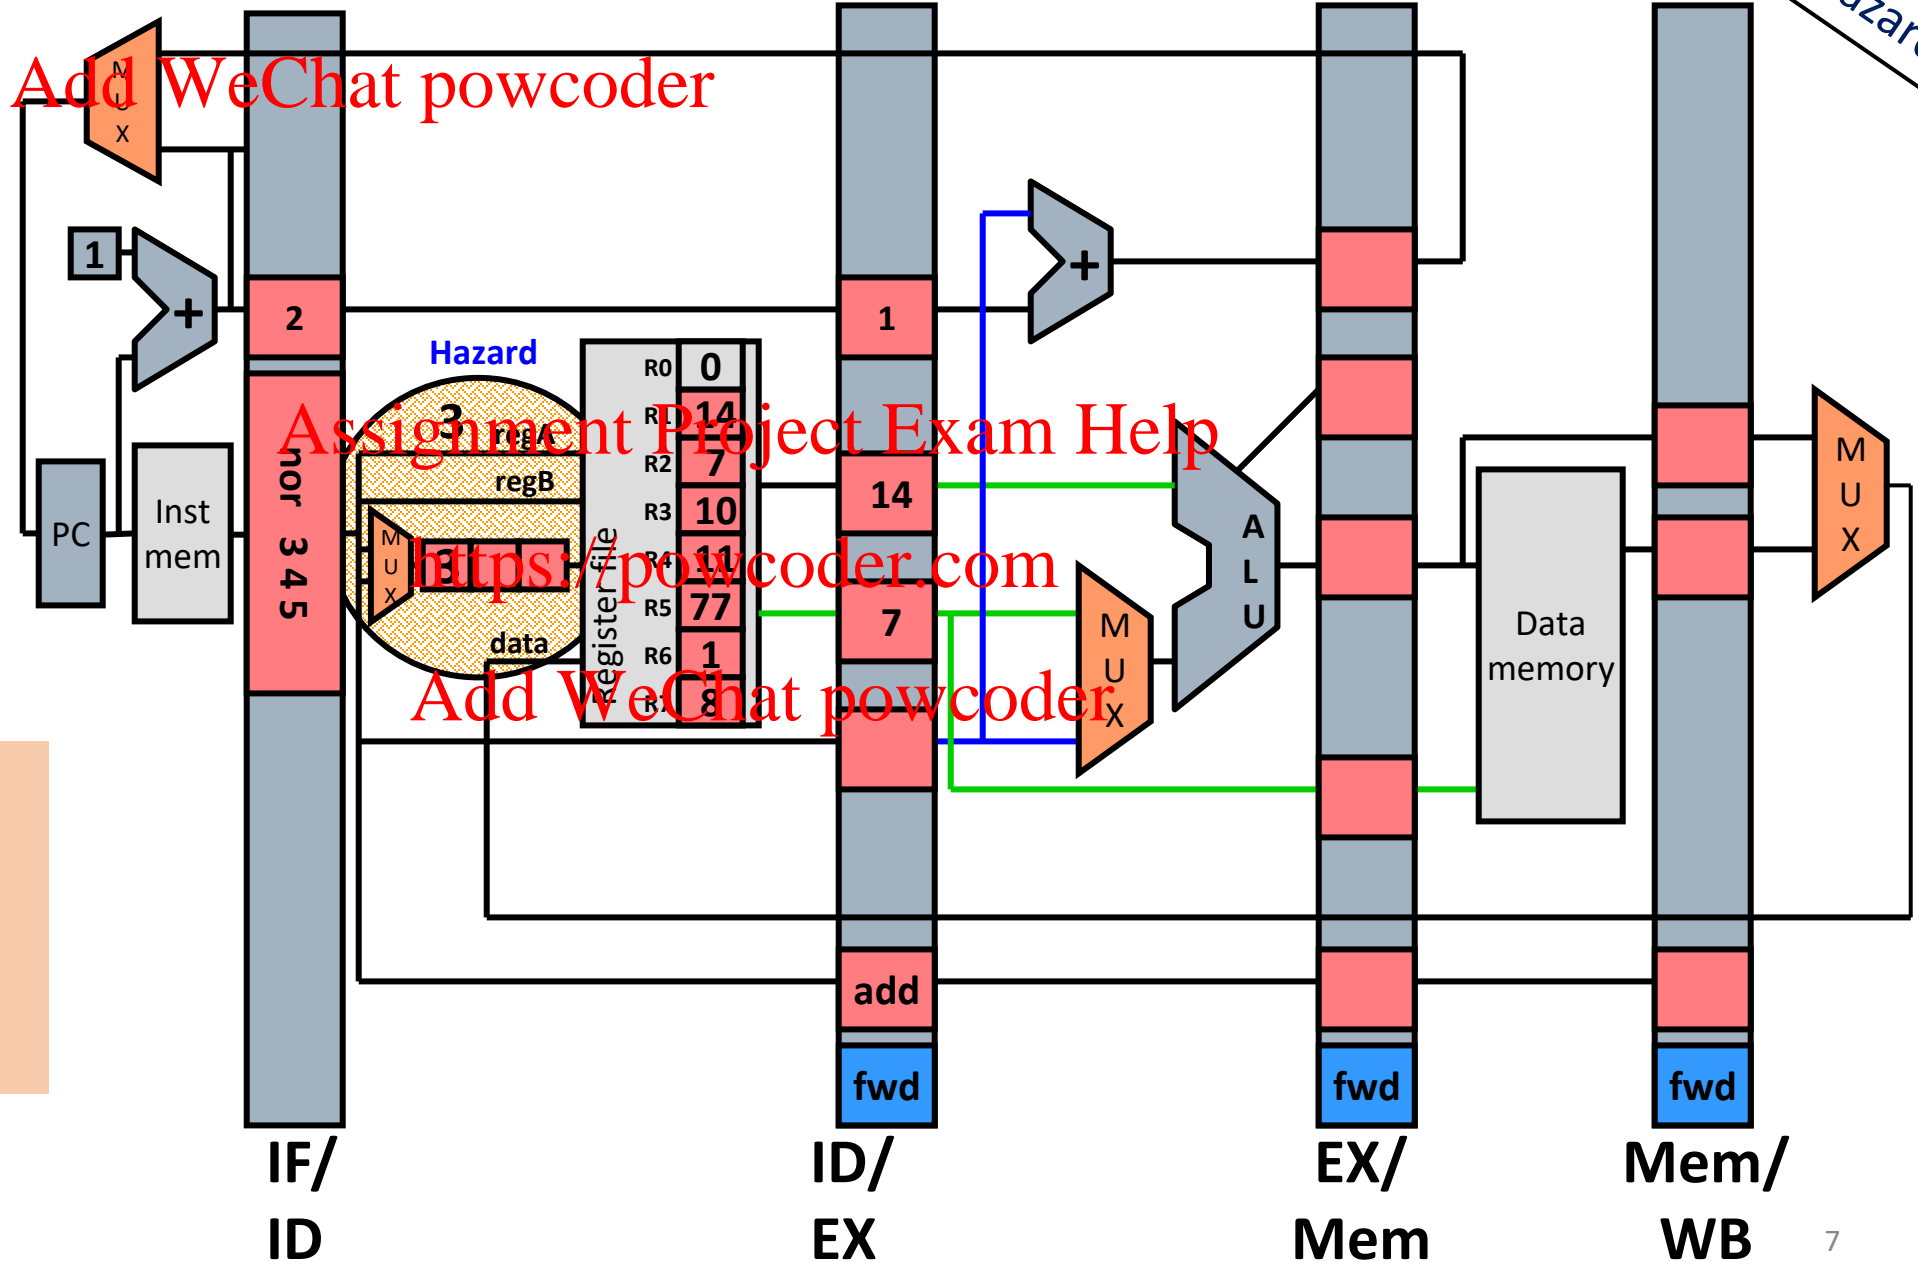 Add WeChat powcoder
M
U
X
1
+
+
2
1
Hazard
3
regA
regB
nor 3 4 5
Assignment Project Exam Help
PC
Inst
mem
M
U
X
3
https://powcoder.com
data
Register file
R0 0
R1 14
R2 7
R3 10
R4 11
R5 77
R6 1
R7 8
Add WeChat powcoder
14
7
M
U
X
A
L
U
Data
memory
M
U
X
add
fwd
fwd
fwd
IF/
ID
ID/
EX
EX/
Mem
Mem/
WB
7